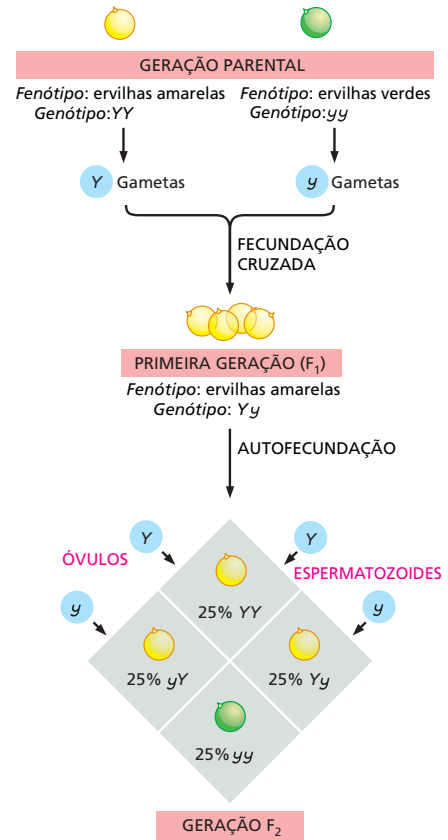 GERAÇÃO PARENTAL
Fenótipo: ervilhas amarelas
Genótipo:YY
Fenótipo: ervilhas verdes
Genótipo:yy
Y Gametas
y Gametas
FECUNDAÇÃO
CRUZADA
PRIMEIRA GERAÇÃO (F₁)
Fenótipo: ervilhas amarelas
Genótipo: Yy
AUTOFECUNDAÇÃO
ÓVULOS
Y
Y
ESPERMATOZOIDES
y
y
25% YY
25% yY
25% Yy
25% yy
GERAÇÃO F₂